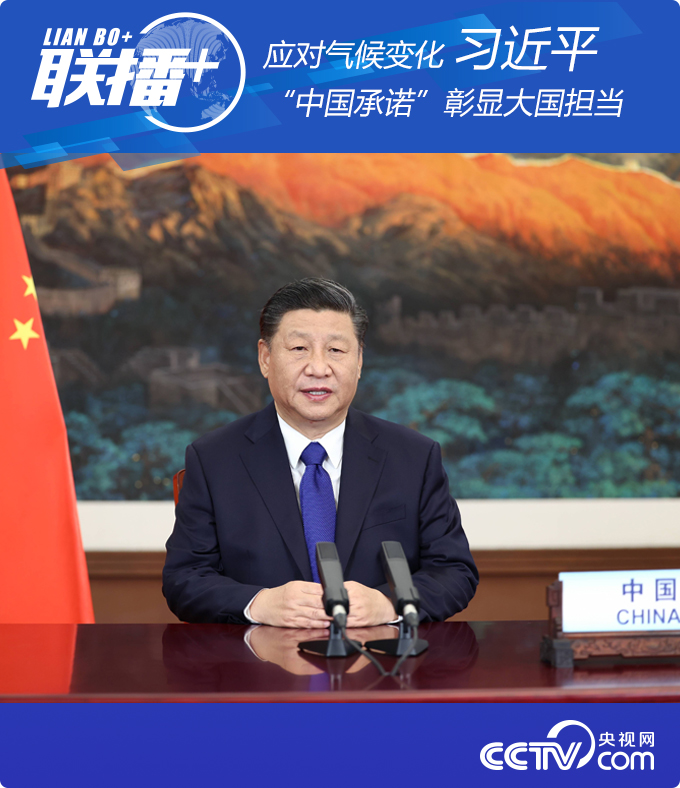 LIAN BO+
联播+
应对气候变化 习近平
“中国承诺”彰显大国担当
中国
CHINA
CCTV 央视网
com